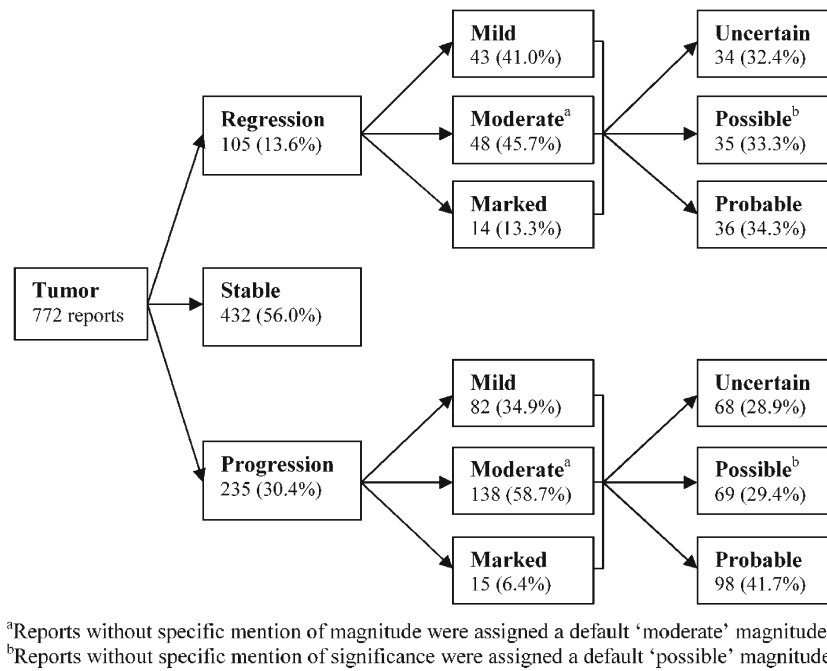 Mild
43 (41.0%)
Uncertain
34 (32.4%)
Regression
105 (13.6%)
Moderateᵃ
48 (45.7%)
Possibleᵇ
35 (33.3%)
Marked
14 (13.3%)
Probable
36 (34.3%)
Tumor
772 reports
Stable
432 (56.0%)
Mild
82 (34.9%)
Uncertain
68 (28.9%)
Progression
235 (30.4%)
Moderateᵃ
138 (58.7%)
Possibleᵇ
69 (29.4%)
Marked
15 (6.4%)
Probable
98 (41.7%)
ᵃReports without specific mention of magnitude were assigned a default ‘moderate’ magnitude
ᵇReports without specific mention of significance were assigned a default ‘possible’ magnitude